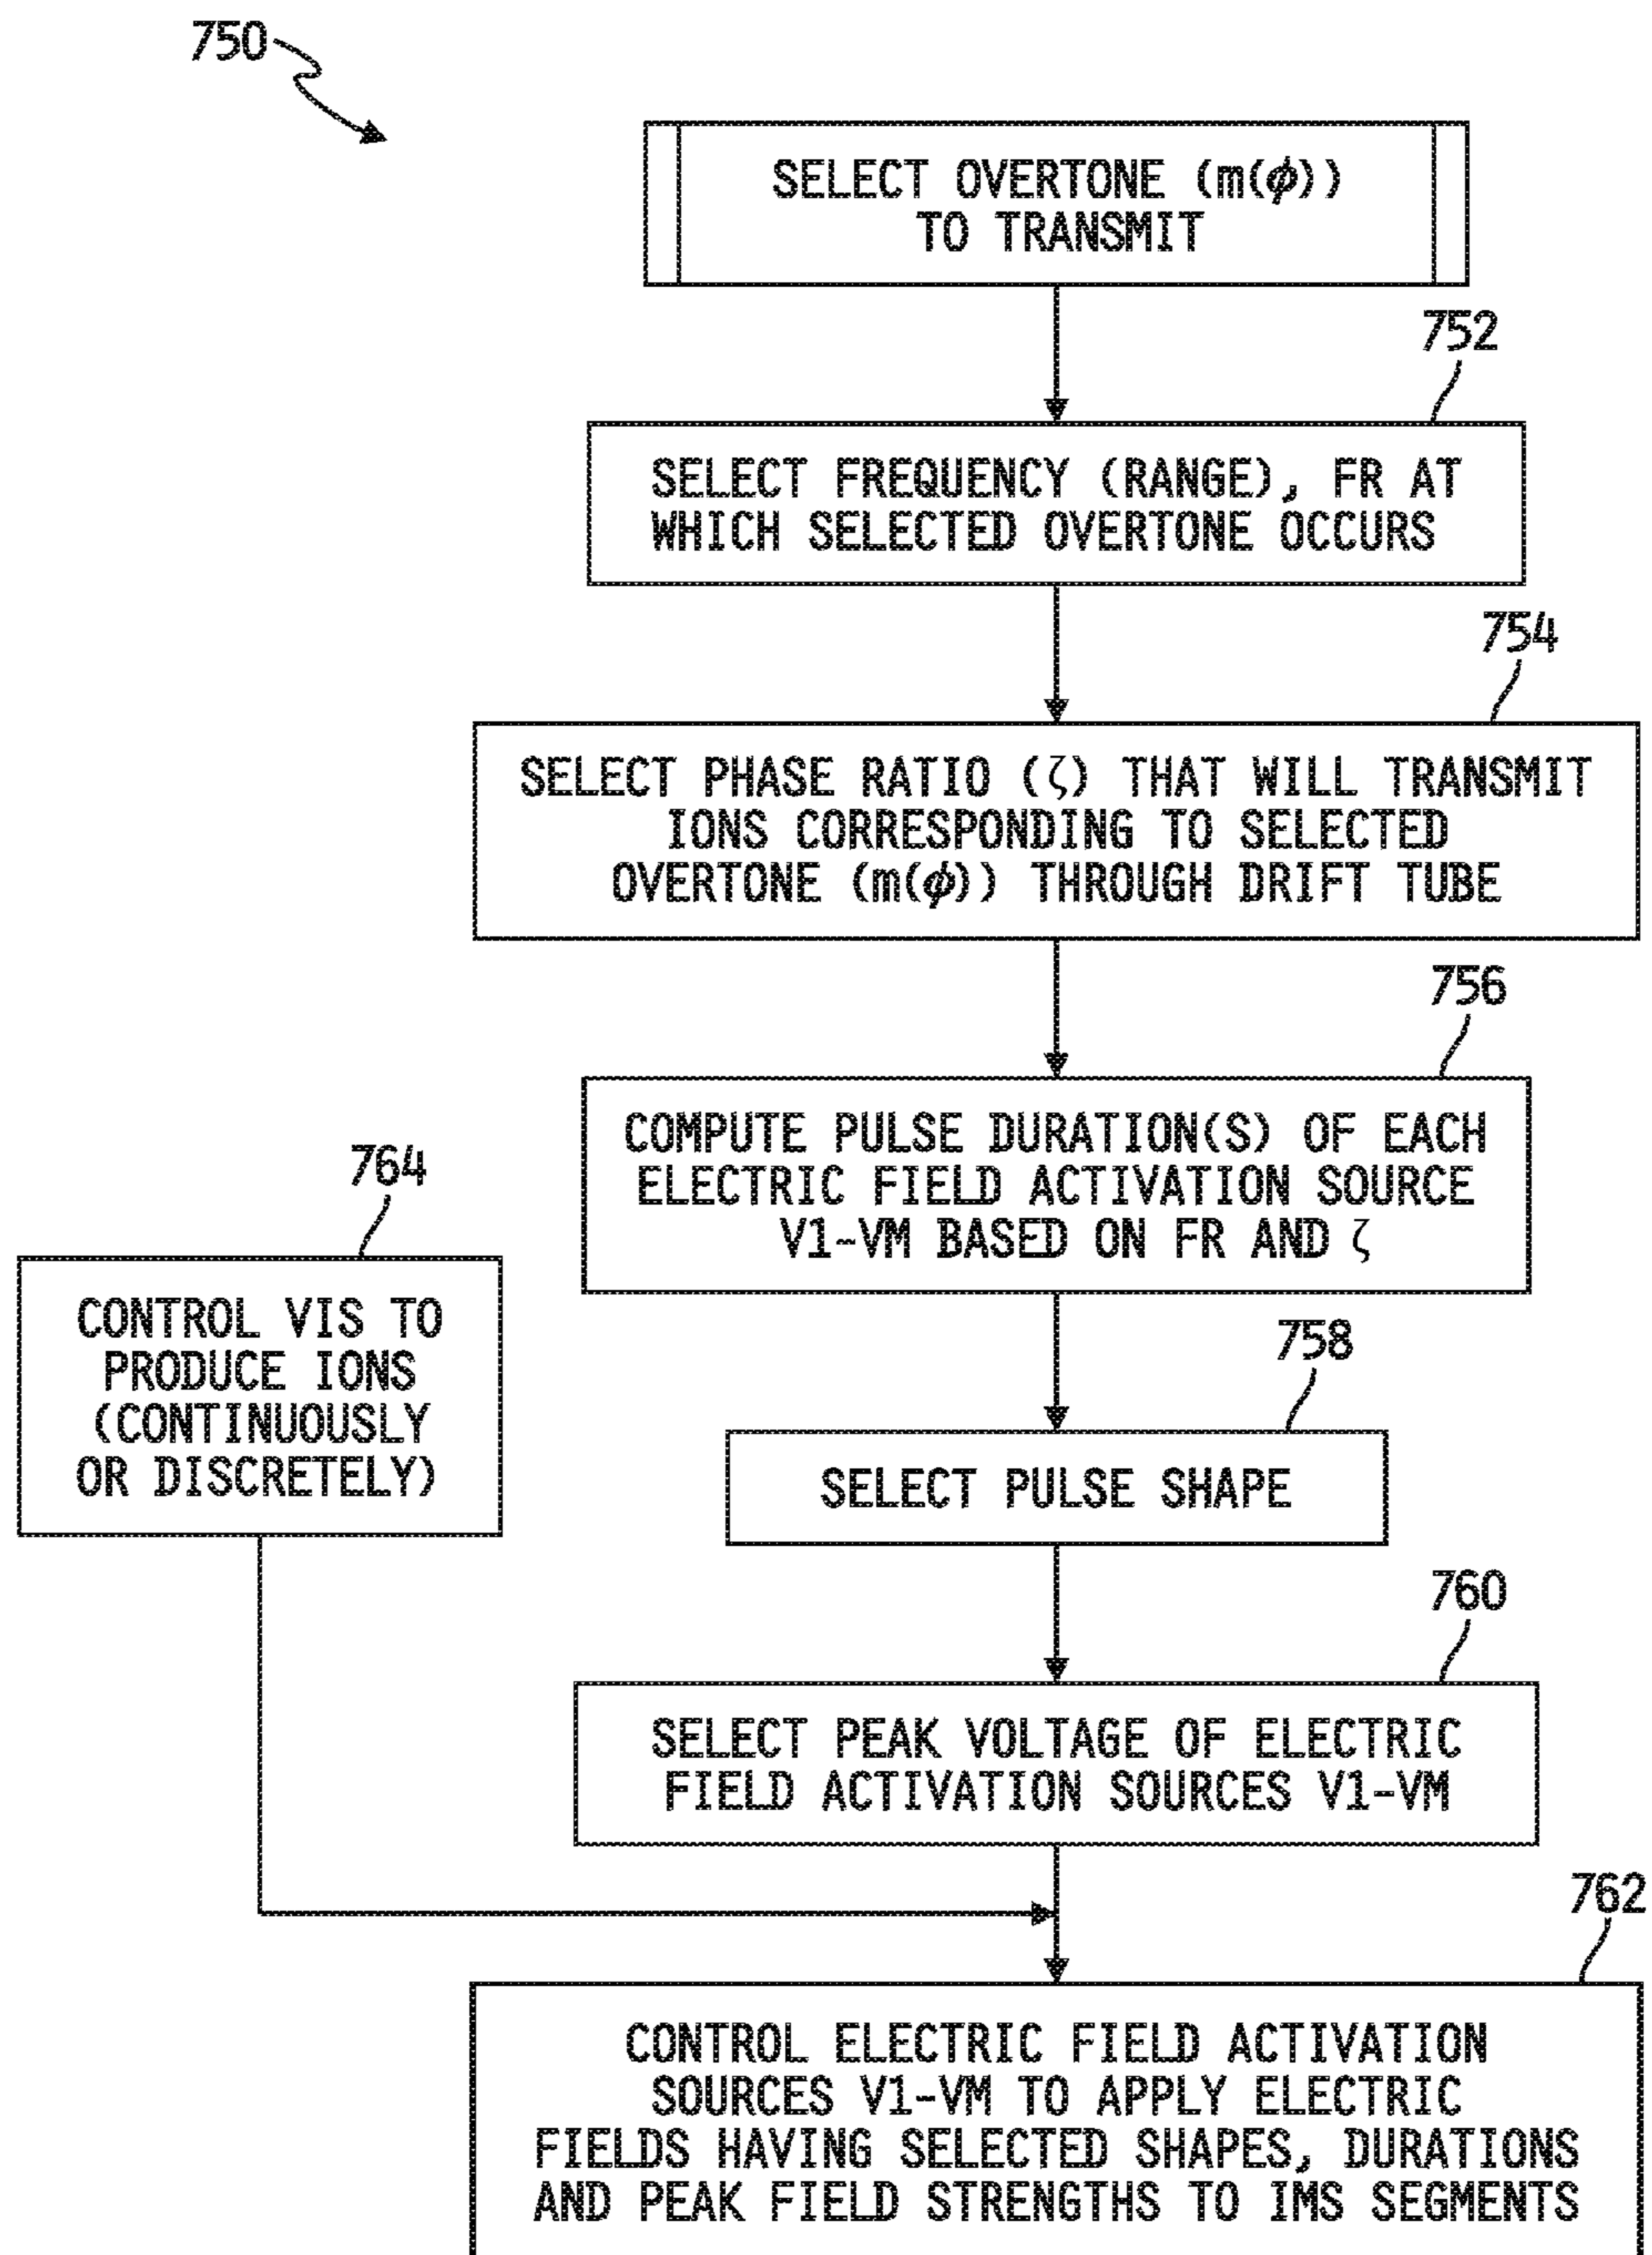 750
SELECT OVERTONE (m(ϕ))
TO TRANSMIT
752
SELECT FREQUENCY (RANGE), FR AT
WHICH SELECTED OVERTONE OCCURS
754
SELECT PHASE RATIO (ζ) THAT WILL TRANSMIT
IONS CORRESPONDING TO SELECTED
OVERTONE (m(ϕ)) THROUGH DRIFT TUBE
756
COMPUTE PULSE DURATION(S) OF EACH
ELECTRIC FIELD ACTIVATION SOURCE
V1-VM BASED ON FR AND ζ
764
CONTROL VIS TO
PRODUCE IONS
(CONTINUOUSLY
OR DISCRETELY)
758
SELECT PULSE SHAPE
760
SELECT PEAK VOLTAGE OF ELECTRIC
FIELD ACTIVATION SOURCES V1-VM
762
CONTROL ELECTRIC FIELD ACTIVATION
SOURCES V1-VM TO APPLY ELECTRIC
FIELDS HAVING SELECTED SHAPES, DURATIONS
AND PEAK FIELD STRENGTHS TO IMS SEGMENTS